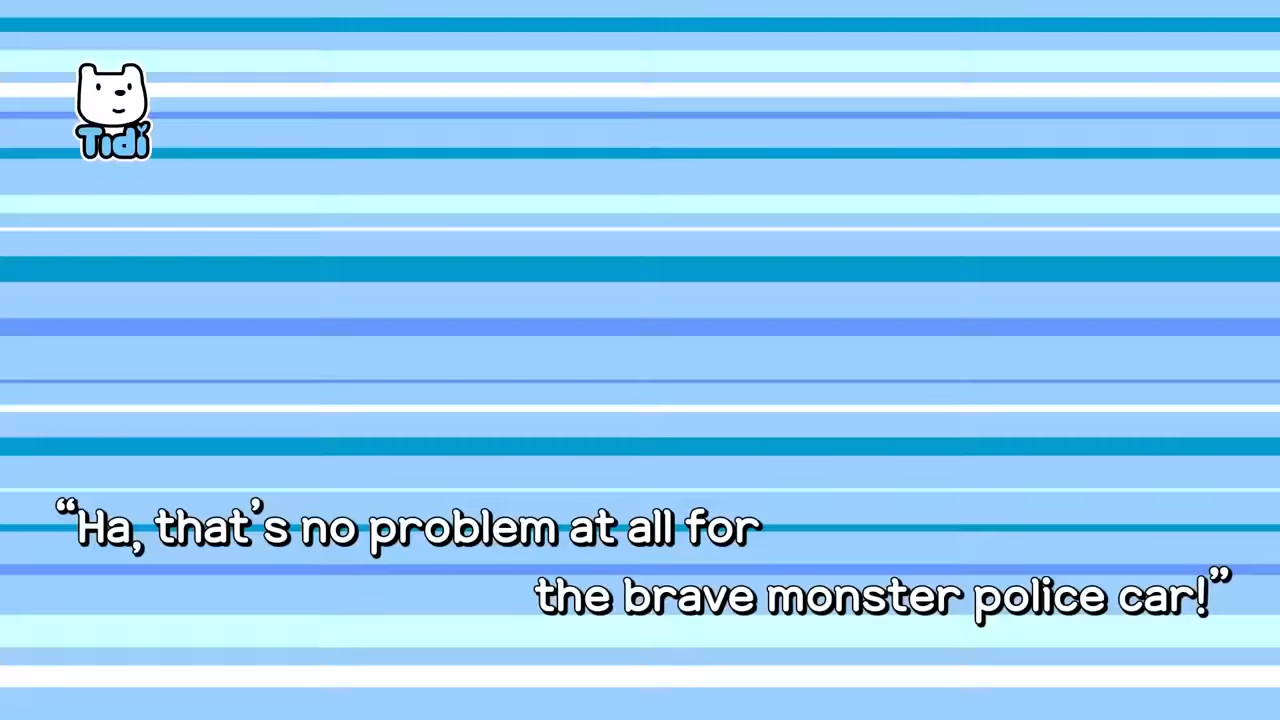 Tidi
“Ha, that’s no problem at all for
the brave monster police car!”